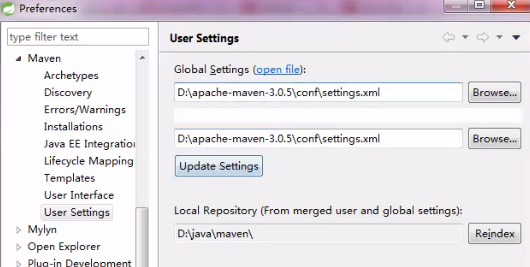 Preferences
type filter text
Maven
Archetypes
Discovery
Errors/Warnings
Installations
Java EE Integration
Lifecycle Mapping
Templates
User Interface
User Settings
Mylyn
Open Explorer
Plug-in Development
User Settings
Global Settings (open file):
D:\apache-maven-3.0.5\conf\settings.xml
Browse...
D:\apache-maven-3.0.5\conf\settings.xml
Browse...
Update Settings
Local Repository (From merged user and global settings):
D:\java\maven\
Reindex